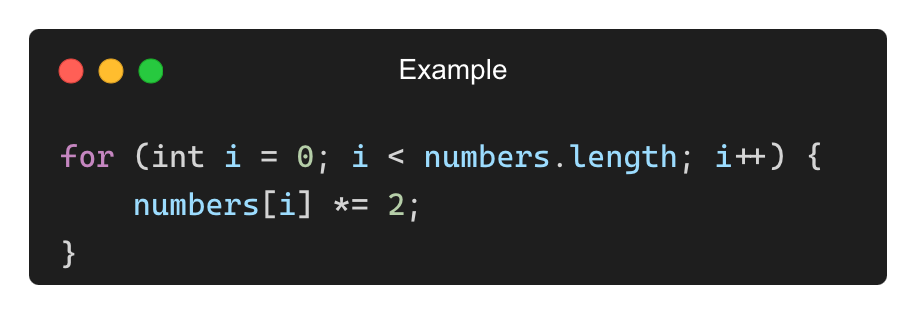 Example
for (int i = 0; i < numbers.length; i++) {
    numbers[i] *= 2;
}